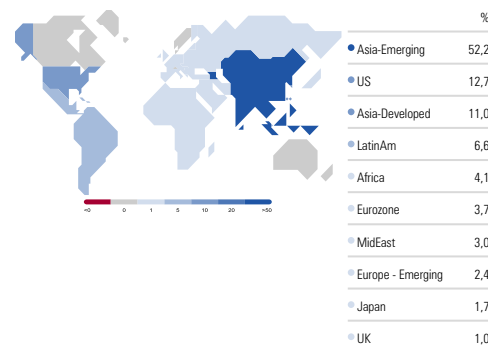 %
Asia-Emerging 52,2
US 12,7
Asia-Developed 11,0
LatinAm 6,6
Africa 4,1
Eurozone 3,7
MidEast 3,0
Europe - Emerging 2,4
Japan 1,7
UK 1,0
<0 0 1 5 10 20 >50